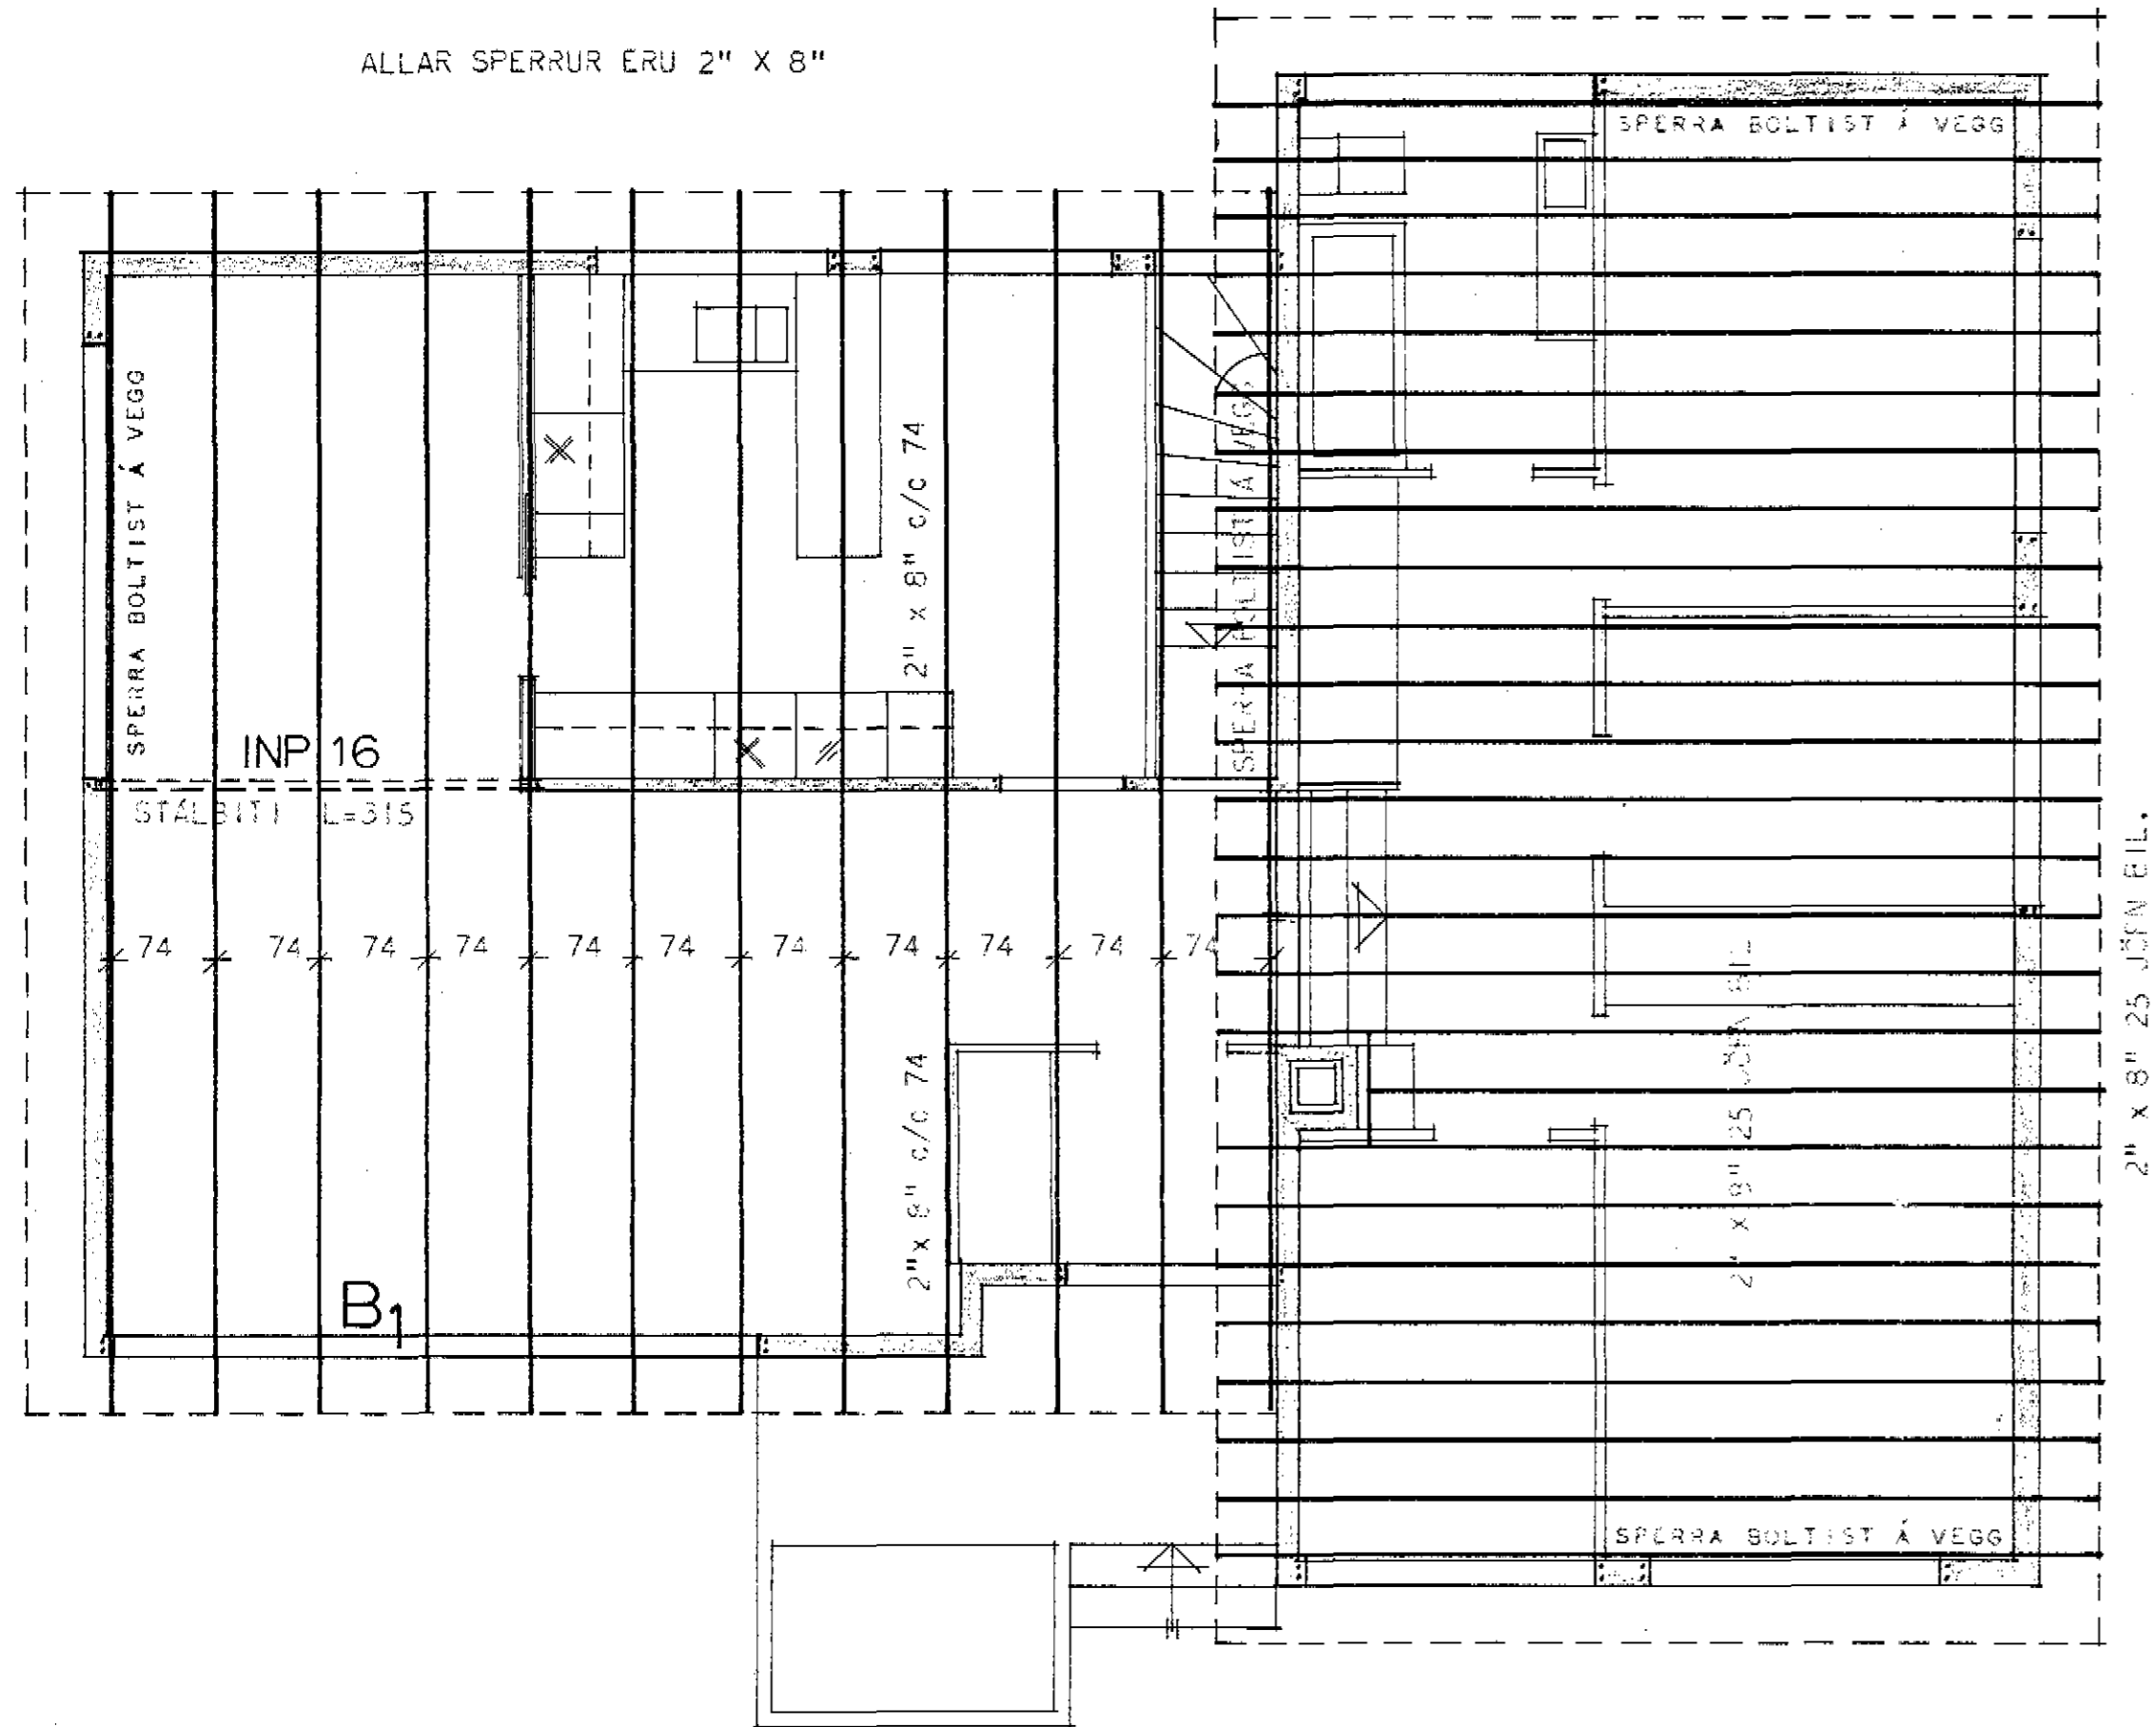 ALLAR SPERRUR ERU 2" X 8"
SPERRA BOLTIST Á VEGG
SPERRA BOLTIST Á VEGG
2" x 8" c/c 74
SPERRA BOLTIST Á VEGG
INP 16
STÁLBITI L=315
74 74 74 74 74 74 74 74 74 74 74
2" x 8" c/c 74
B1
2" x 8" 25 JÖFN BIL
2" x 8" 25 JÖFN BIL.
SPERRA BOLTIST Á VEGG